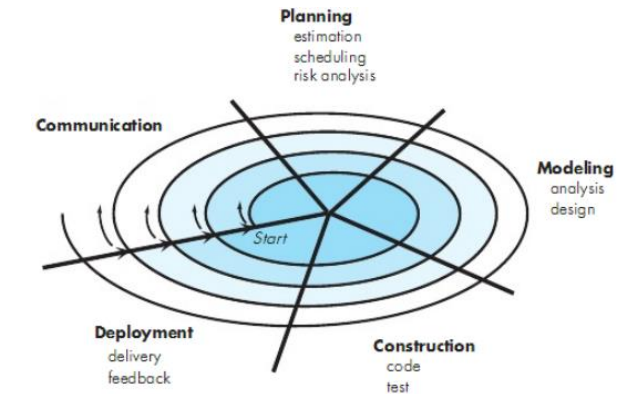 Planning
estimation
scheduling
risk analysis
Communication
Modeling
analysis
design
Start
Deployment
delivery
feedback
Construction
code
test